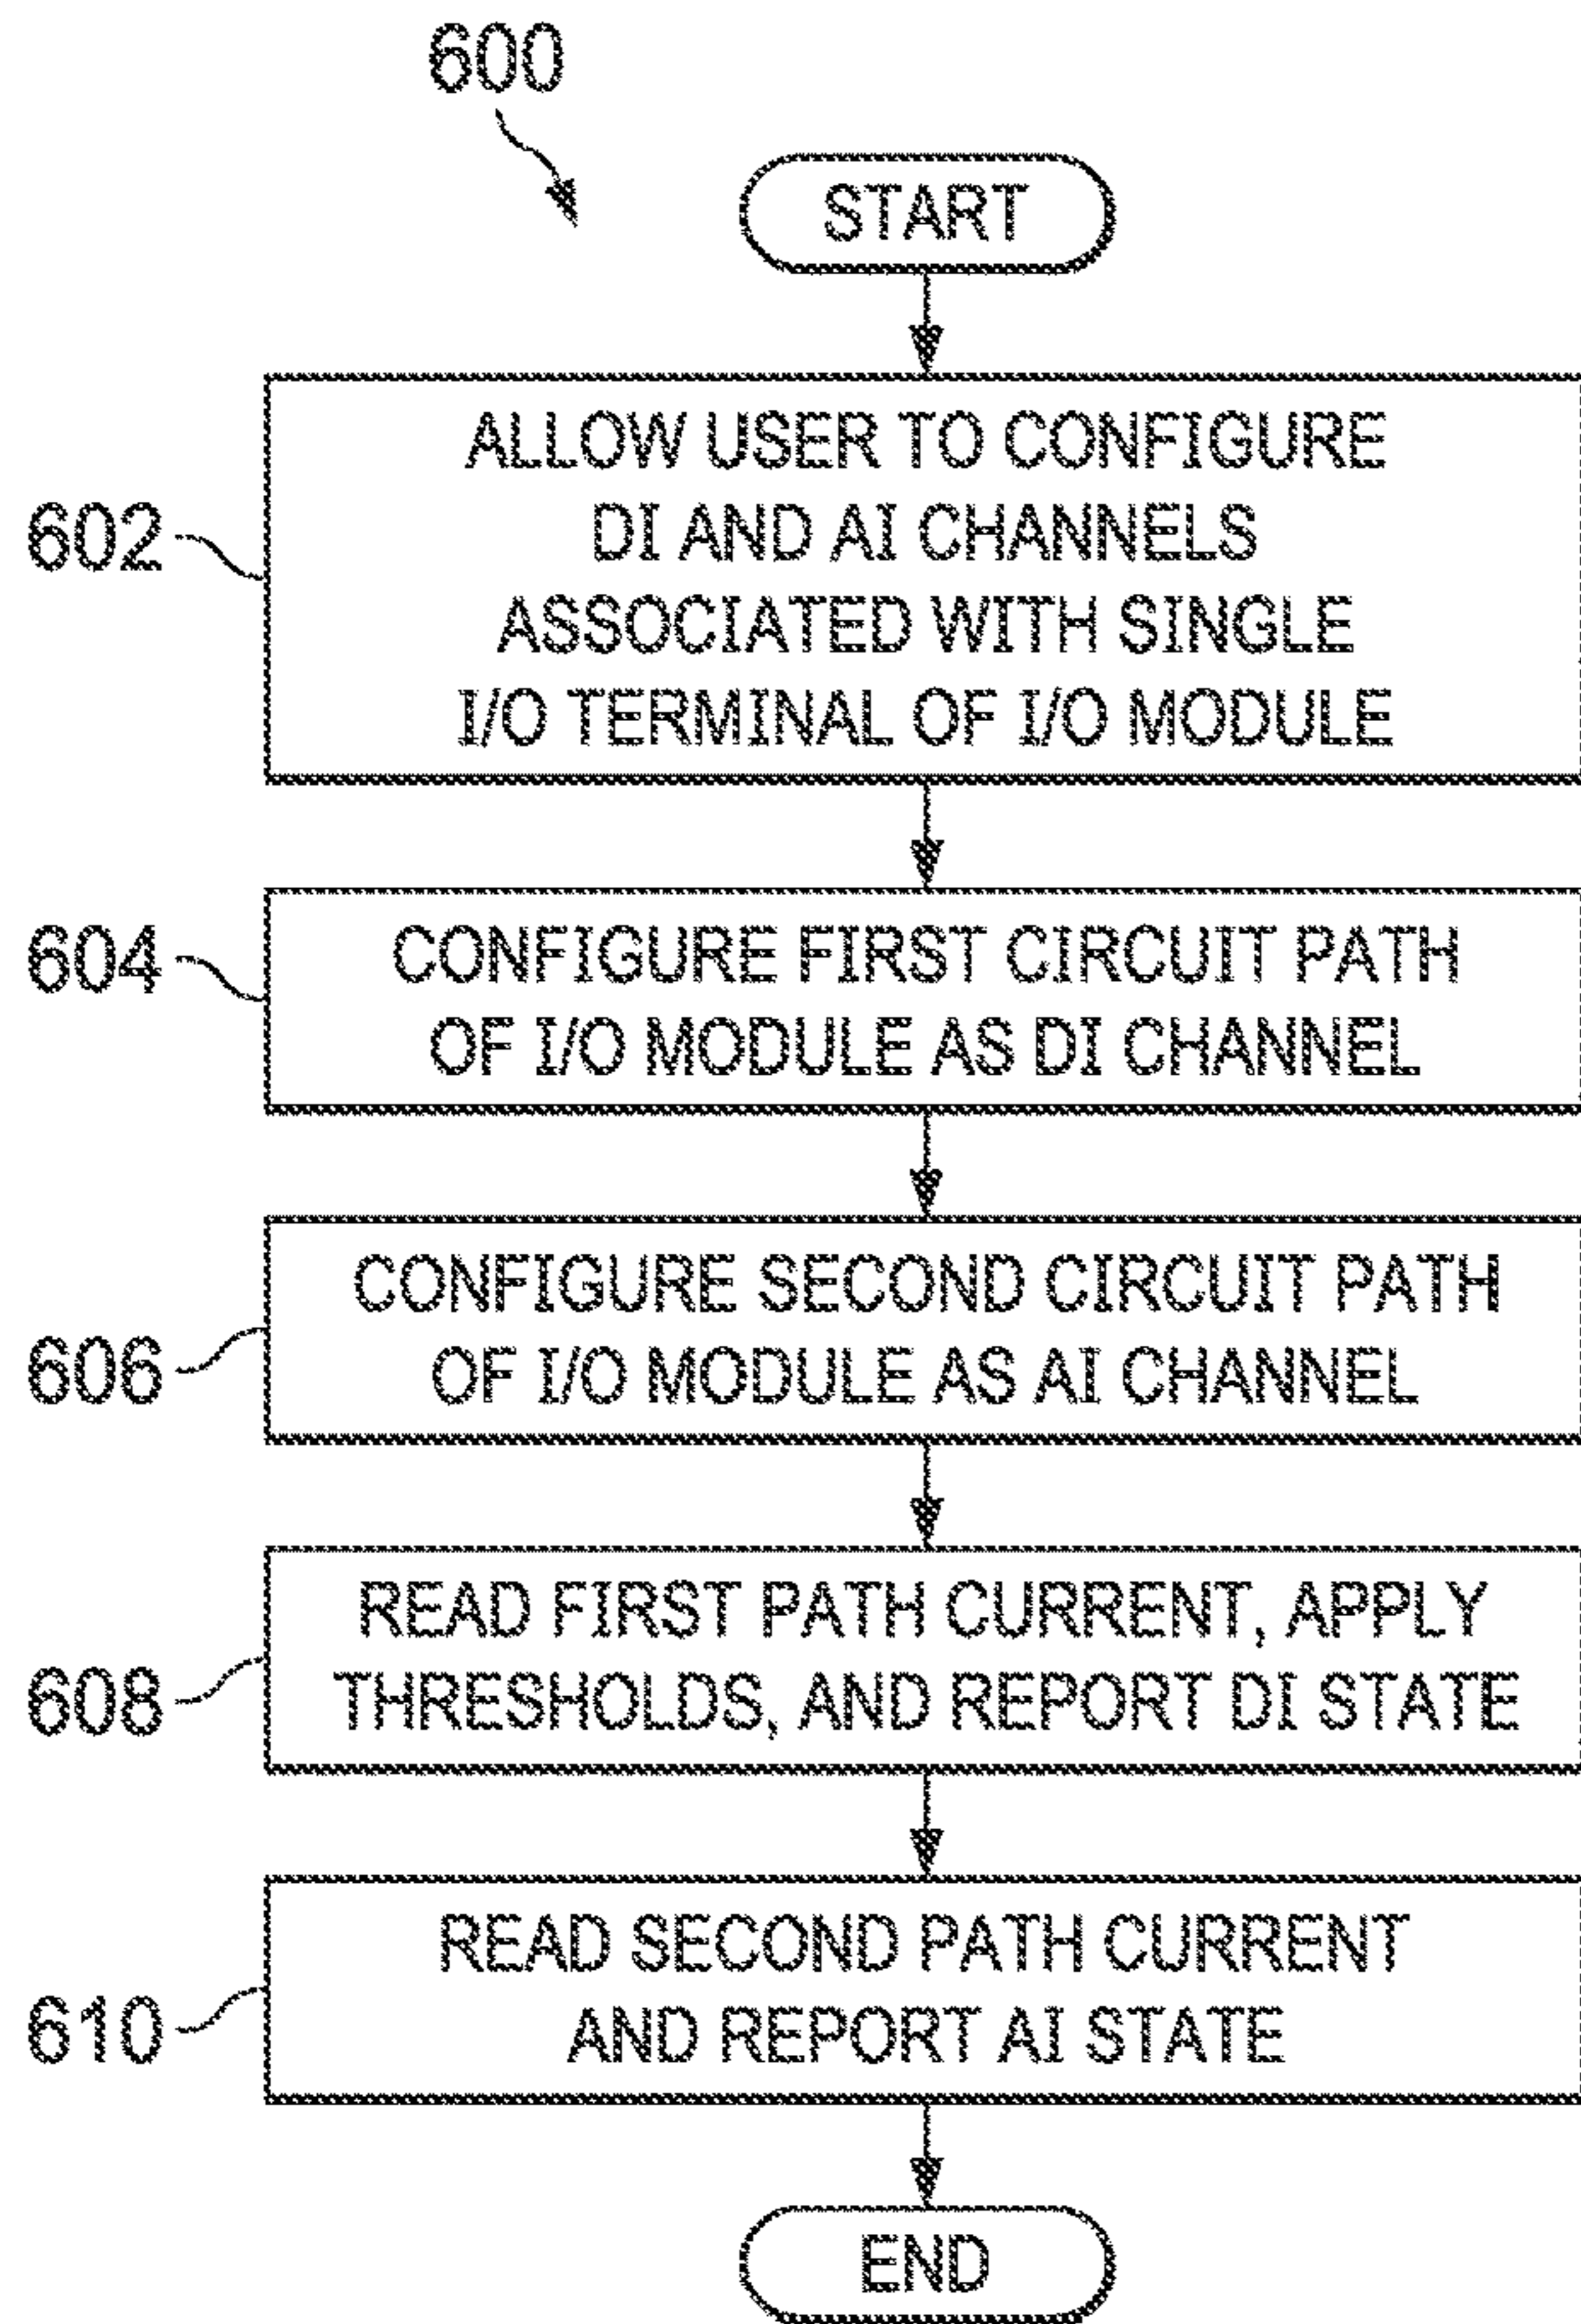 600
START
602
ALLOW USER TO CONFIGURE
DI AND AI CHANNELS
ASSOCIATED WITH SINGLE
I/O TERMINAL OF I/O MODULE
604
CONFIGURE FIRST CIRCUIT PATH
OF I/O MODULE AS DI CHANNEL
606
CONFIGURE SECOND CIRCUIT PATH
OF I/O MODULE AS AI CHANNEL
608
READ FIRST PATH CURRENT, APPLY
THRESHOLDS, AND REPORT DI STATE
610
READ SECOND PATH CURRENT
AND REPORT AI STATE
END